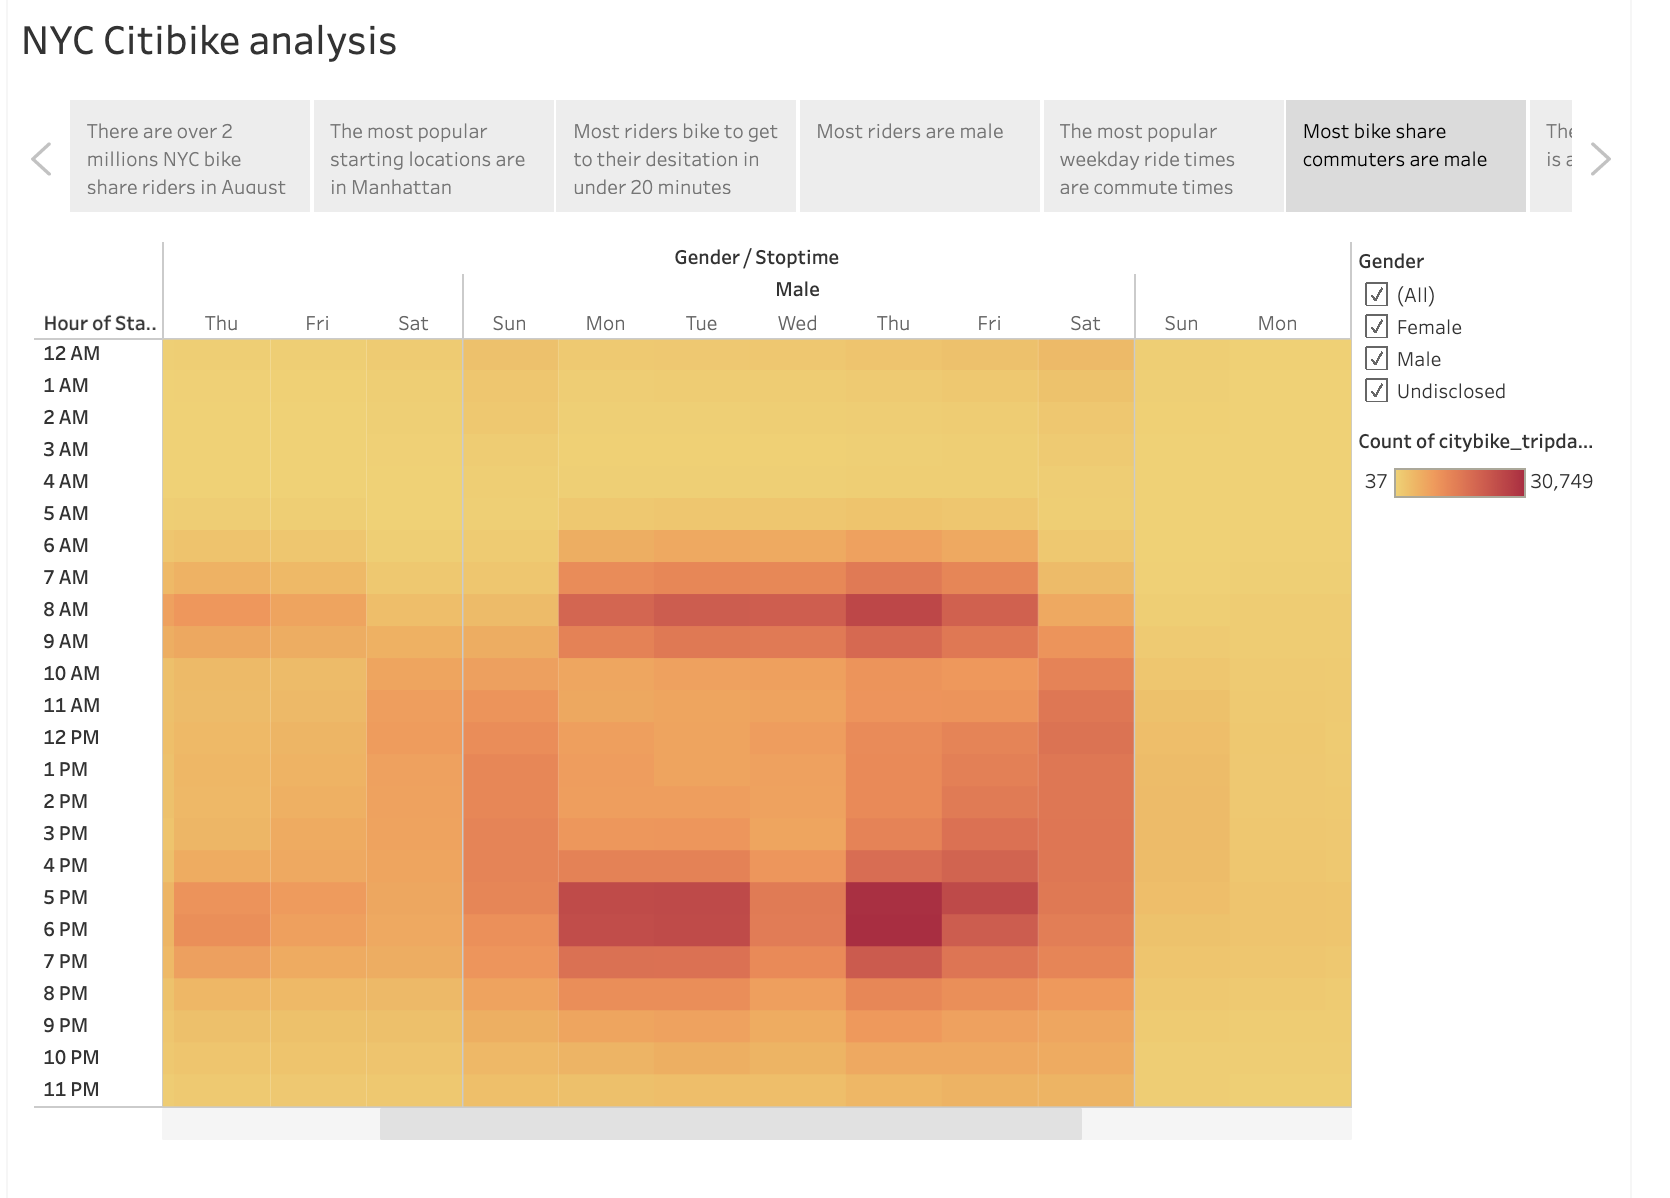 NYC Citibike analysis
There are over 2
millions NYC bike
share riders in August
The most popular
starting locations are
in Manhattan
Most riders bike to get
to their desitation in
under 20 minutes
Most riders are male
The most popular
weekday ride times
are commute times
Most bike share
commuters are male
The
is a
Gender / Stoptime
Male
Hour of Sta.. Thu Fri Sat Sun Mon Tue Wed Thu Fri Sat Sun Mon
12 AM
1 AM
2 AM
3 AM
4 AM
5 AM
6 AM
7 AM
8 AM
9 AM
10 AM
11 AM
12 PM
1 PM
2 PM
3 PM
4 PM
5 PM
6 PM
7 PM
8 PM
9 PM
10 PM
11 PM
Gender
(All)
Female
Male
Undisclosed
Count of citybike_tripda...
37 30,749